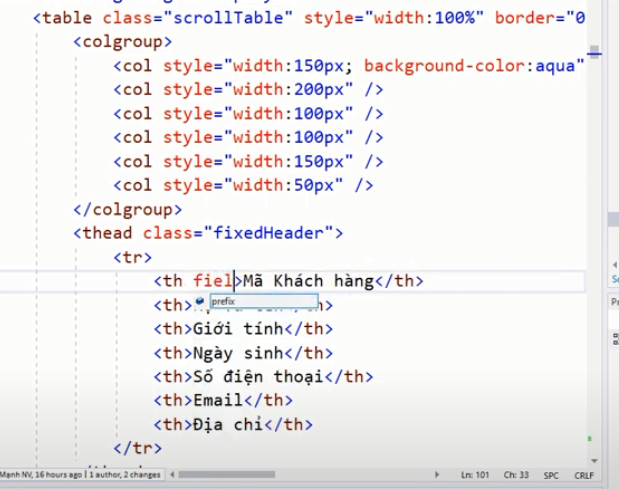 <table class="scrollTable" style="width:100%" border="0
<colgroup>
<col style="width:150px; background-color:aqua"
<col style="width:200px" />
<col style="width:100px" />
<col style="width:100px" />
<col style="width:150px" />
<col style="width:50px" />
</colgroup>
<thead class="fixedHeader">
<tr>
<th fiel>Mã Khách hàng</th>
prefix
<th>
<th>Giới tính</th>
<th>Ngày sinh</th>
<th>Số điện thoại</th>
<th>Email</th>
<th>Địa chỉ</th>
</tr>
Mạnh NV, 16 hours ago | 1 author, 2 changes
Ln: 101 Ch: 33 SPC CRLF